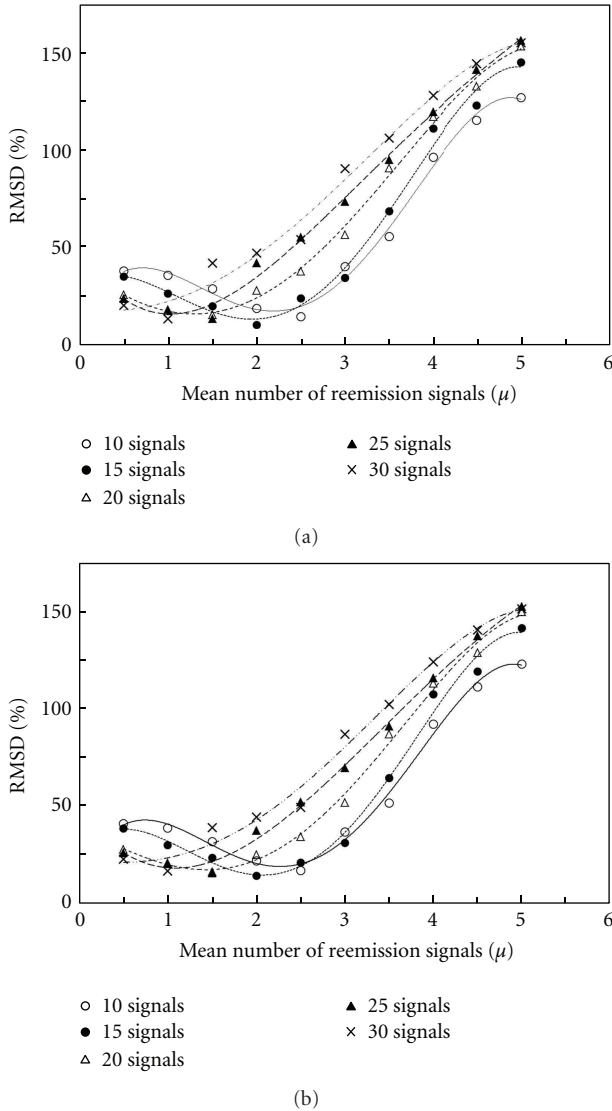 150
100
50
0
RMSD (%)
0 1 2 3 4 5 6
Mean number of reemission signals (μ)
10 signals 25 signals
15 signals 30 signals
20 signals
(a)
150
100
50
0
RMSD (%)
0 1 2 3 4 5 6
Mean number of reemission signals (μ)
10 signals 25 signals
15 signals 30 signals
20 signals
(b)